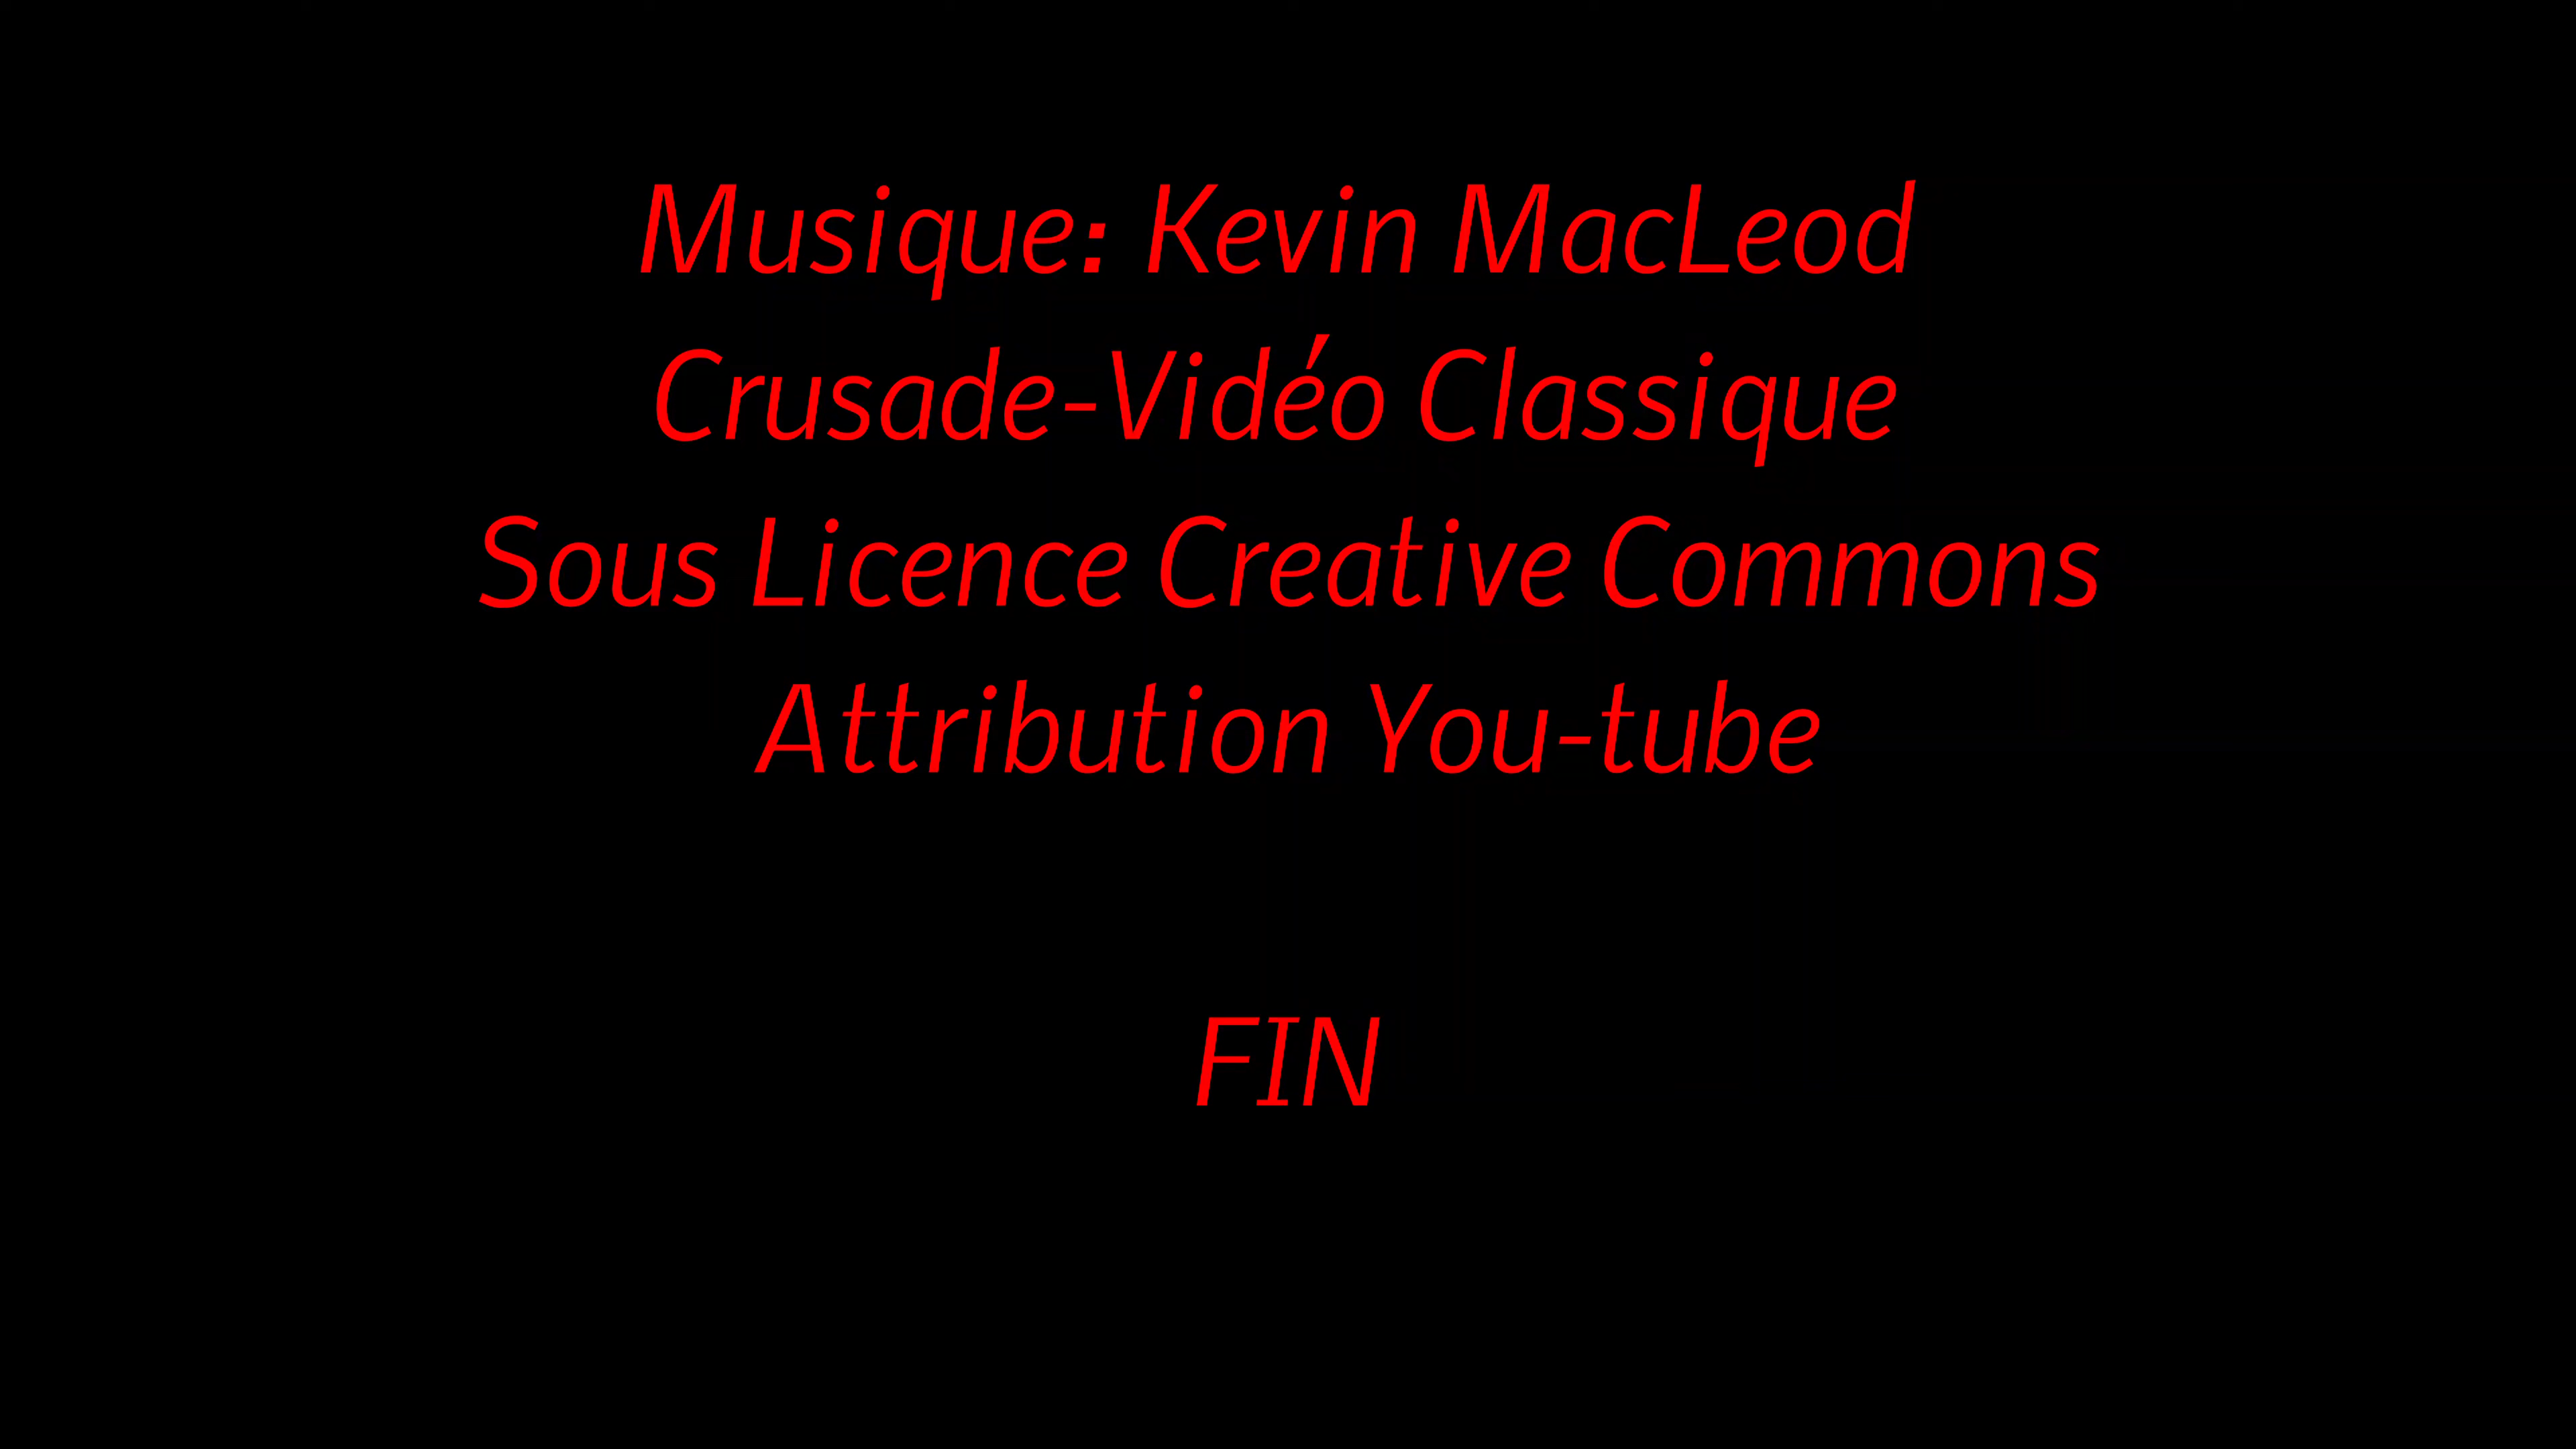 Musique: Kevin MacLeod
Crusade-Vidéo Classique
Sous Licence Creative Commons
Attribution You-tube
FIN